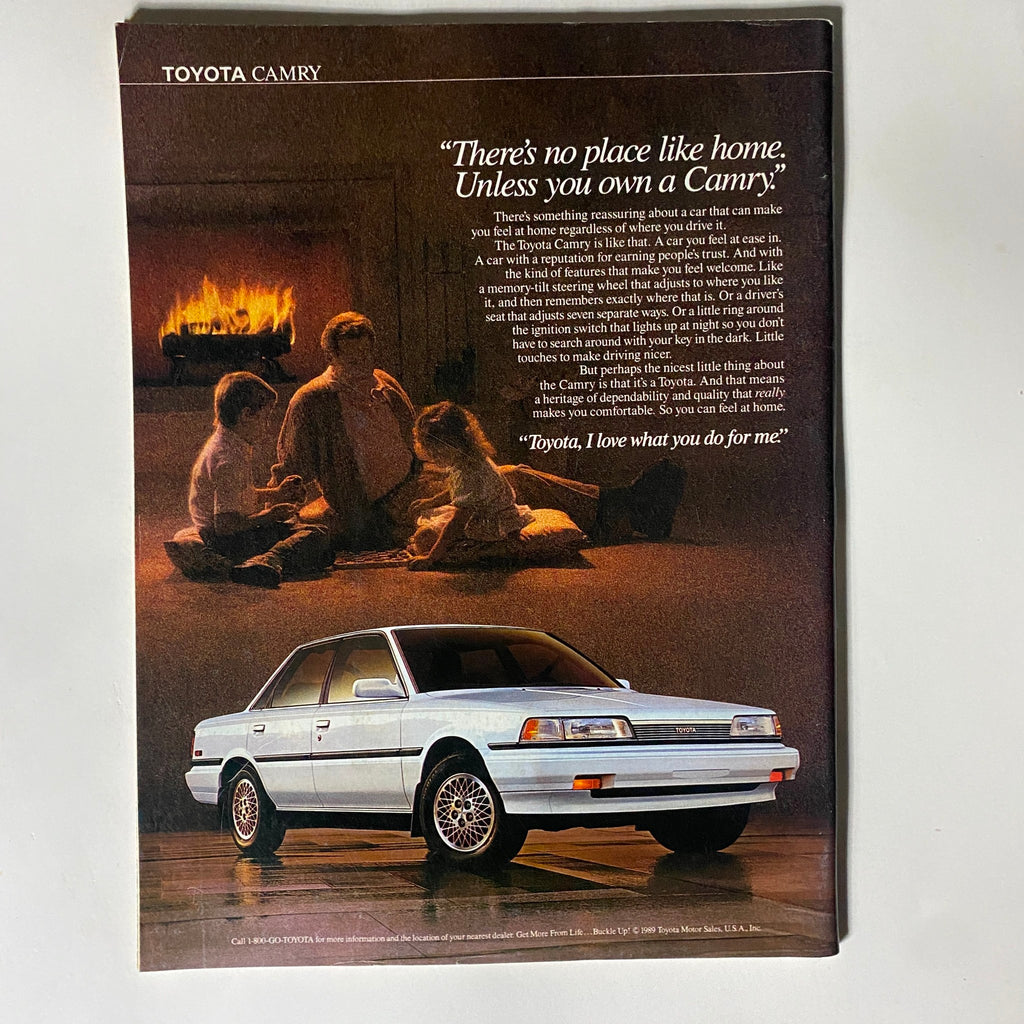 TOYOTA CAMRY
“There's no place like home.
Unless you own a Camry.”
There's something reassuring about a car that can make
you feel at home regardless of where you drive it.
The Toyota Camry is like that. A car you feel at ease in.
A car with a reputation for earning people's trust. And with
the kind of features that make you feel welcome. Like
a memory-tilt steering wheel that adjusts to where you like
it, and then remembers exactly where that is. Or a driver's
seat that adjusts seven separate ways. Or a little ring around
the ignition switch that lights up at night so you don't
have to search around with your key in the dark. Little
touches to make driving nicer.
But perhaps the nicest little thing about
the Camry is that it's a Toyota. And that means
a heritage of dependability and quality that really
makes you comfortable. So you can feel at home.
“Toyota, I love what you do for me.”
TOYOTA
Call 1-800-GO-TOYOTA for more information and the location of your nearest dealer. Get More From Life...Buckle Up! © 1989 Toyota Motor Sales, U.S.A., Inc.